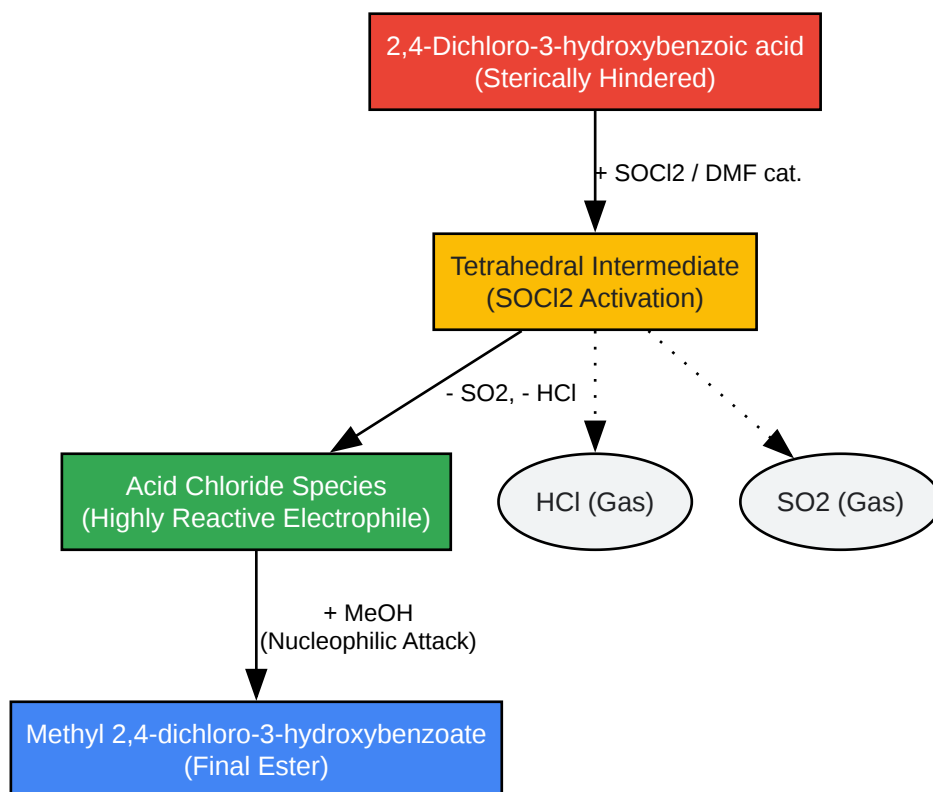 2,4-Dichloro-3-hydroxybenzoic acid
(Sterically Hindered)
+ SOCl2 / DMF cat.
Tetrahedral Intermediate
(SOCl2 Activation)
- SO2, - HCl
Acid Chloride Species
(Highly Reactive Electrophile)
HCl (Gas)
SO2 (Gas)
+ MeOH
(Nucleophilic Attack)
Methyl 2,4-dichloro-3-hydroxybenzoate
(Final Ester)